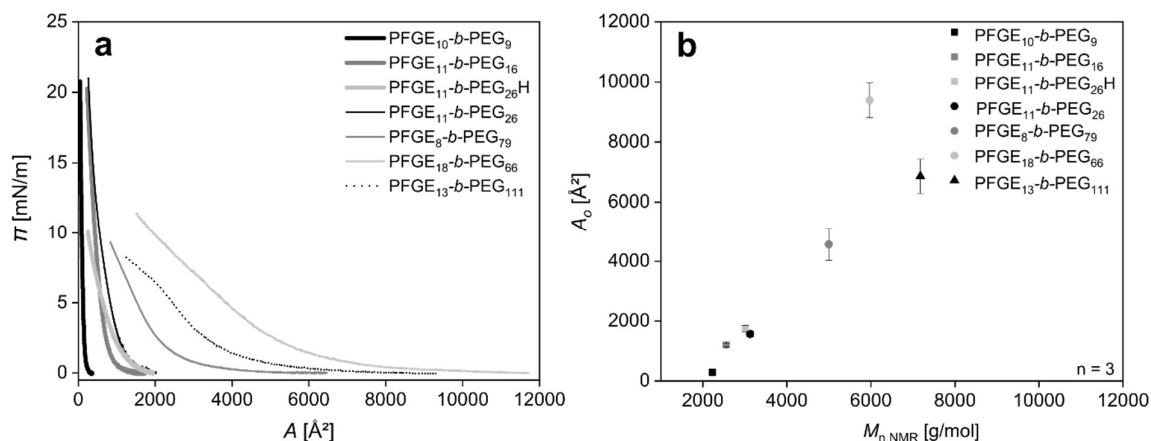 a
25
20
15
10
5
0
0 2000 4000 6000 8000 10000 12000
π [mN/m]
A [Å²]
PFGE₁₀-b-PEG₉
PFGE₁₁-b-PEG₁₆
PFGE₁₁-b-PEG₂₆H
PFGE₁₁-b-PEG₂₆
PFGE₈-b-PEG₇₉
PFGE₁₈-b-PEG₆₆
PFGE₁₃-b-PEG₁₁₁
b
12000
10000
8000
6000
4000
2000
0
2000 4000 6000 8000 10000 12000
Aₒ [Å²]
Mₙ NMR [g/mol]
PFGE₁₀-b-PEG₉
PFGE₁₁-b-PEG₁₆
PFGE₁₁-b-PEG₂₆H
PFGE₁₁-b-PEG₂₆
PFGE₈-b-PEG₇₉
PFGE₁₈-b-PEG₆₆
PFGE₁₃-b-PEG₁₁₁
n = 3